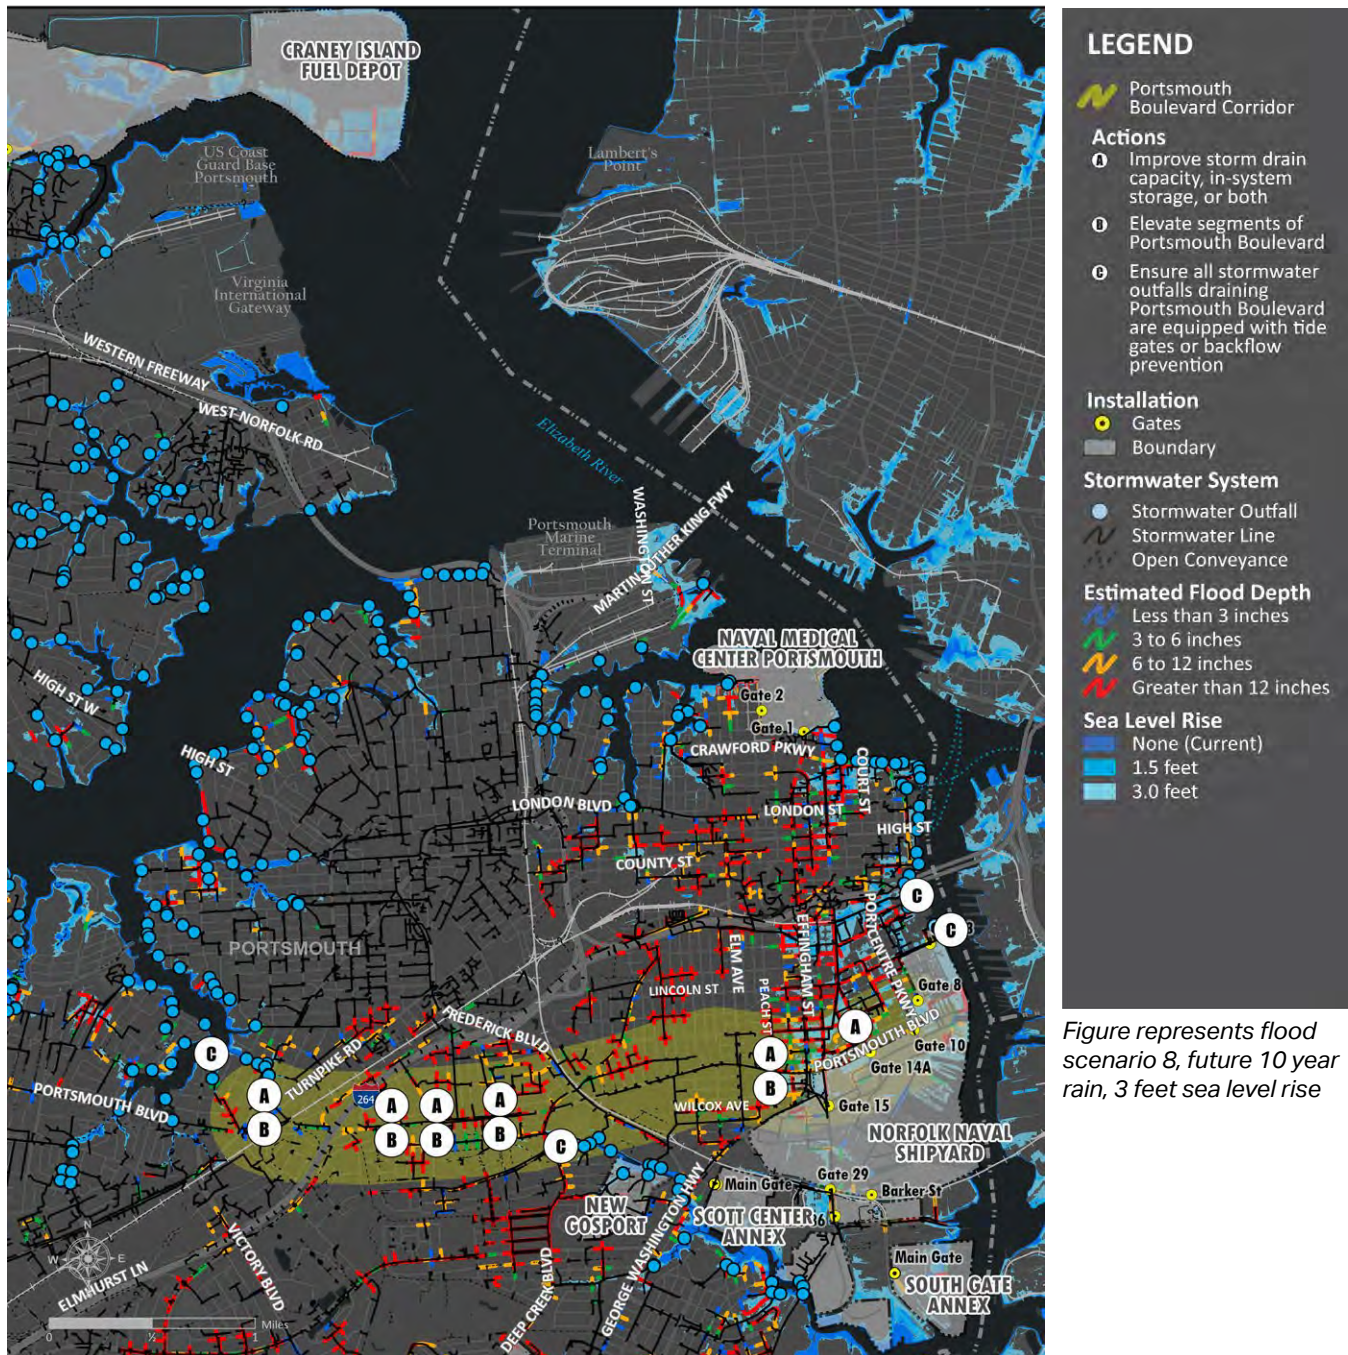 CRANEY ISLAND
FUEL DEPOT
US Coast
Guard Base
Portsmouth
Lambert's
Point
Virginia
International
Gateway
WESTERN FREEWAY
WEST NORFOLK RD
Elizabeth River
Portsmouth
Marine
Terminal
WASHINGTON ST
MARTIN LUTHER KING FWY
NAVAL MEDICAL
CENTER PORTSMOUTH
Gate 2
Gate 1
HIGH ST W
HIGH ST
CRAWFORD PKWY
COURT ST
LONDON BLVD
LONDON ST
HIGH ST
COUNTY ST
C
C
PORTSMOUTH
ELM AVE
EFFINGHAM ST
PORTCENTRE PKWY
LINCOLN ST
PEACH ST
Gate 8
FREDERICK BLVD
A
PORTSMOUTH BLVD
Gate 10
C
TURNPIKE RD
A
Gate 14A
PORTSMOUTH BLVD
A
264
A
A
A
B
WILCOX AVE
Gate 15
B
B
B
B
C
NORFOLK NAVAL
SHIPYARD
Main Gate
Gate 29
Barker St
NEW
GOSPORT
SCOTT CENTER
ANNEX
6
N
W
E
S
VICTORY BLVD
ELMHURST LN
DEEP CREEK BLVD
GEORGE WASHINGTON HWY
Main Gate
SOUTH GATE
ANNEX
Miles
0
½
1
LEGEND
Portsmouth
Boulevard Corridor
Actions
A Improve storm drain
capacity, in-system
storage, or both
B Elevate segments of
Portsmouth Boulevard
C Ensure all stormwater
outfalls draining
Portsmouth Boulevard
are equipped with tide
gates or backflow
prevention
Installation
Gates
Boundary
Stormwater System
Stormwater Outfall
Stormwater Line
Open Conveyance
Estimated Flood Depth
Less than 3 inches
3 to 6 inches
6 to 12 inches
Greater than 12 inches
Sea Level Rise
None (Current)
1.5 feet
3.0 feet
Figure represents flood
scenario 8, future 10 year
rain, 3 feet sea level rise